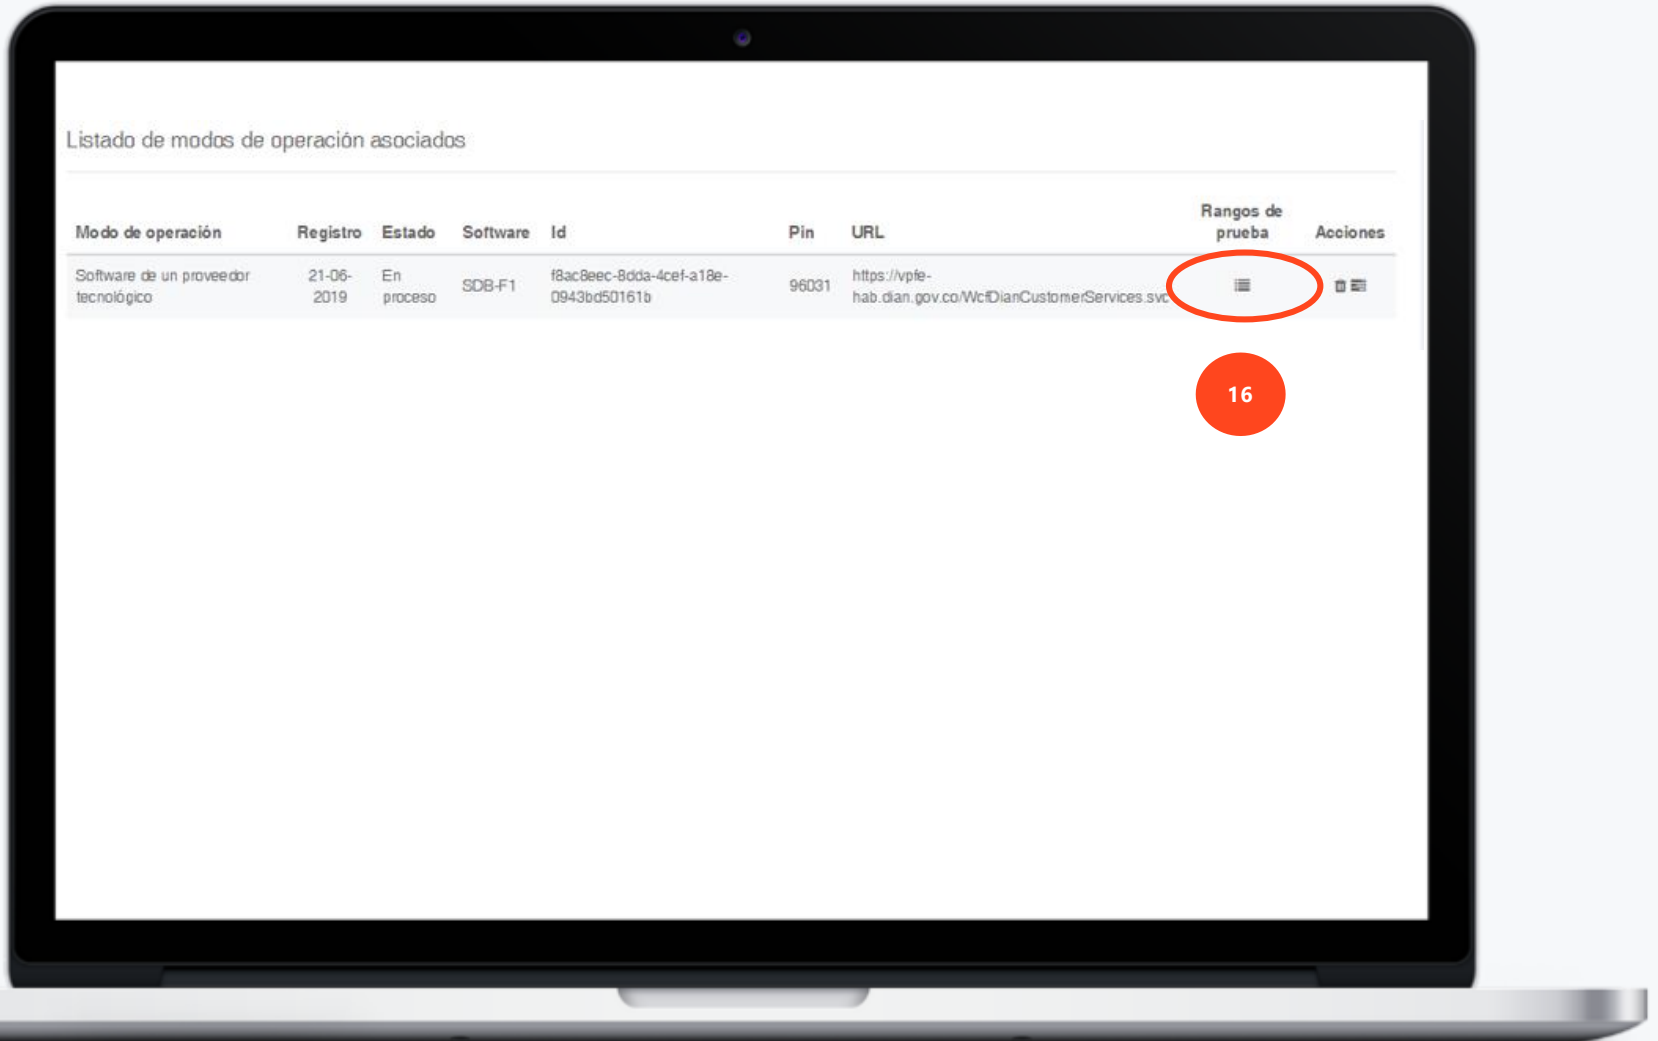 Listado de modos de operación asociados
Rangos de
Modo de operación Registro Estado Software Id Pin URL prueba Acciones
Software de un proveedor 21-06- En SDB-F1 f8ac8eec-8dda-4cef-a18e- 96031 https://vpfe-
tecnológico 2019 proceso 0943bd50161b hab.dian.gov.co/WcfDianCustomerServices.svc
16